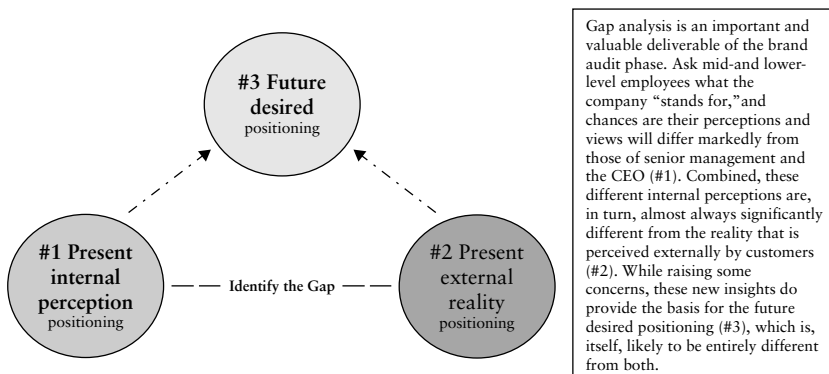 #3 Future
desired
positioning
#1 Present
internal
perception
positioning
Identify the Gap
#2 Present
external
reality
positioning
Gap analysis is an important and
valuable deliverable of the brand
audit phase. Ask mid-and lower-
level employees what the
company “stands for,”and
chances are their perceptions and
views will differ markedly from
those of senior management and
the CEO (#1). Combined, these
different internal perceptions are,
in turn, almost always significantly
different from the reality that is
perceived externally by customers
(#2). While raising some
concerns, these new insights do
provide the basis for the future
desired positioning (#3), which is,
itself, likely to be entirely different
from both.